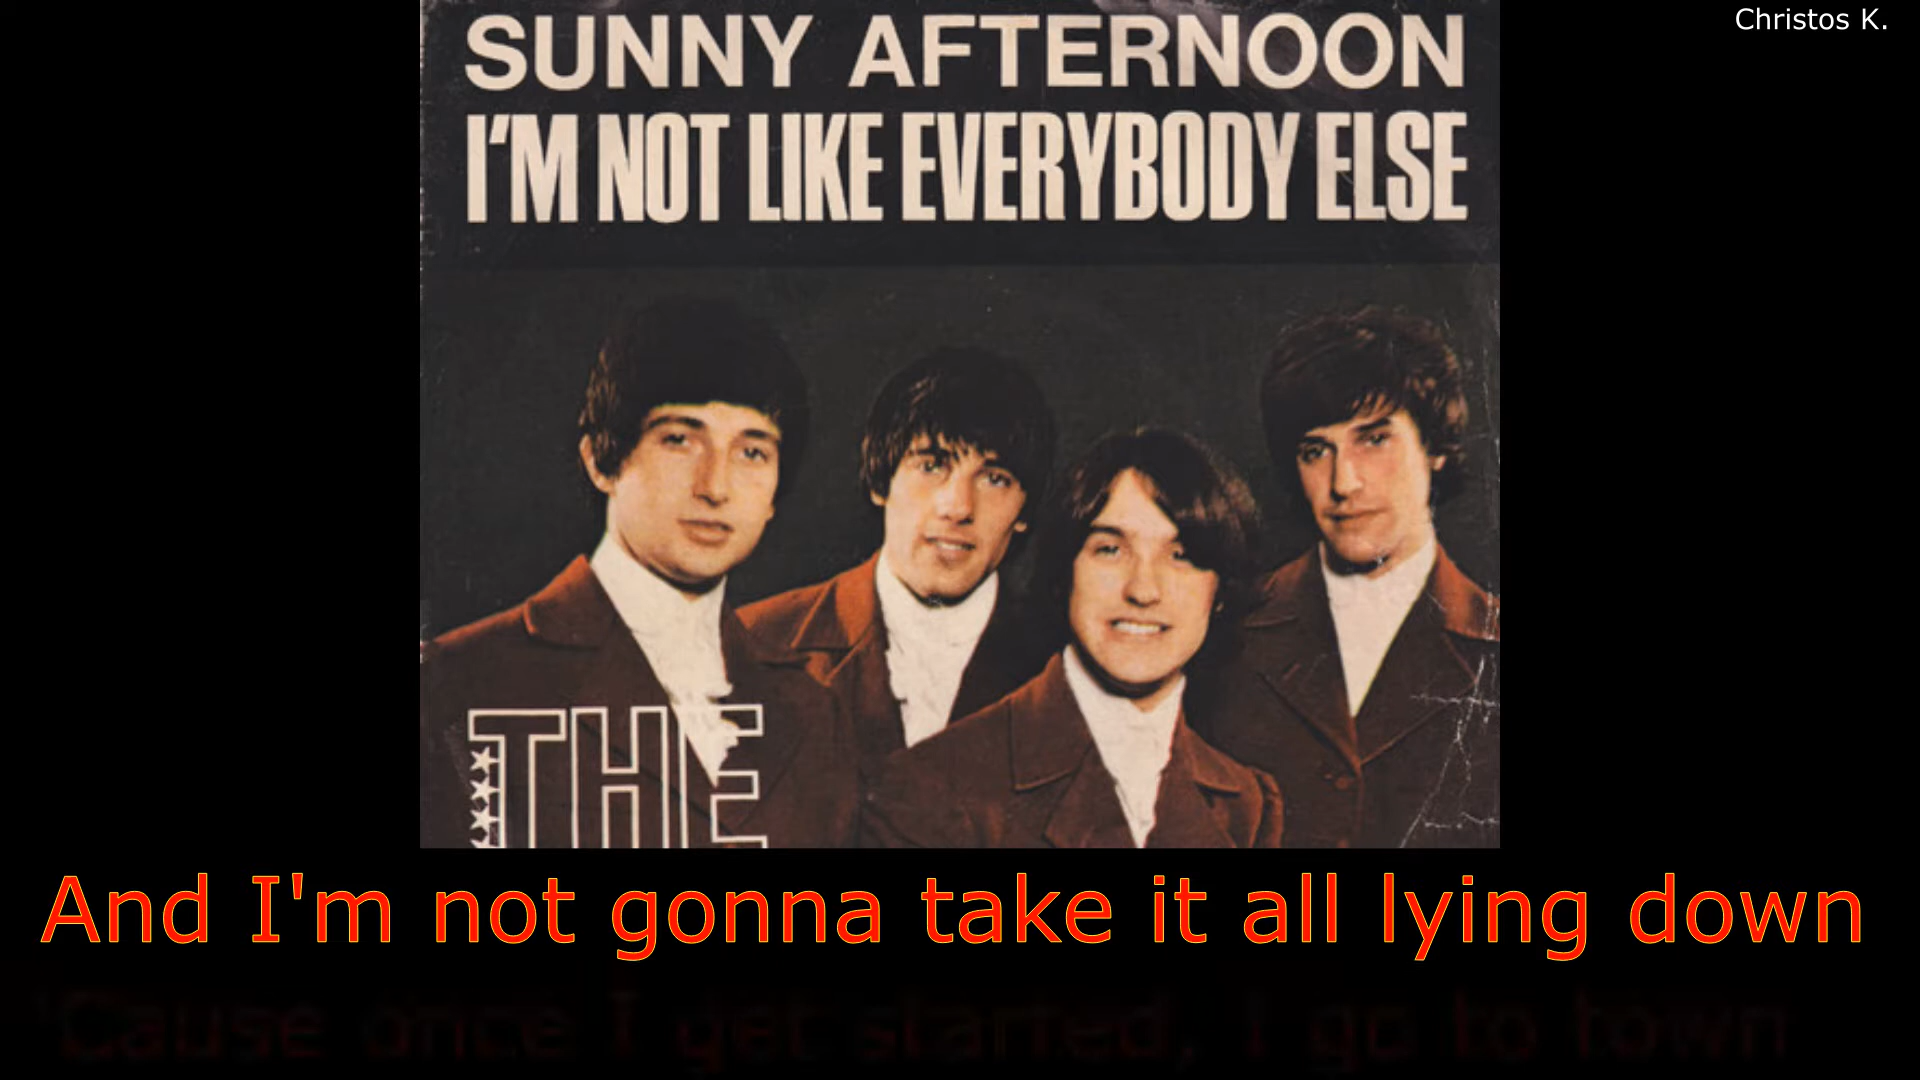 Christos K.
SUNNY AFTERNOON
I'M NOT LIKE EVERYBODY ELSE
THE
And I'm not gonna take it all lying down
'Cause once I get started, I go to town